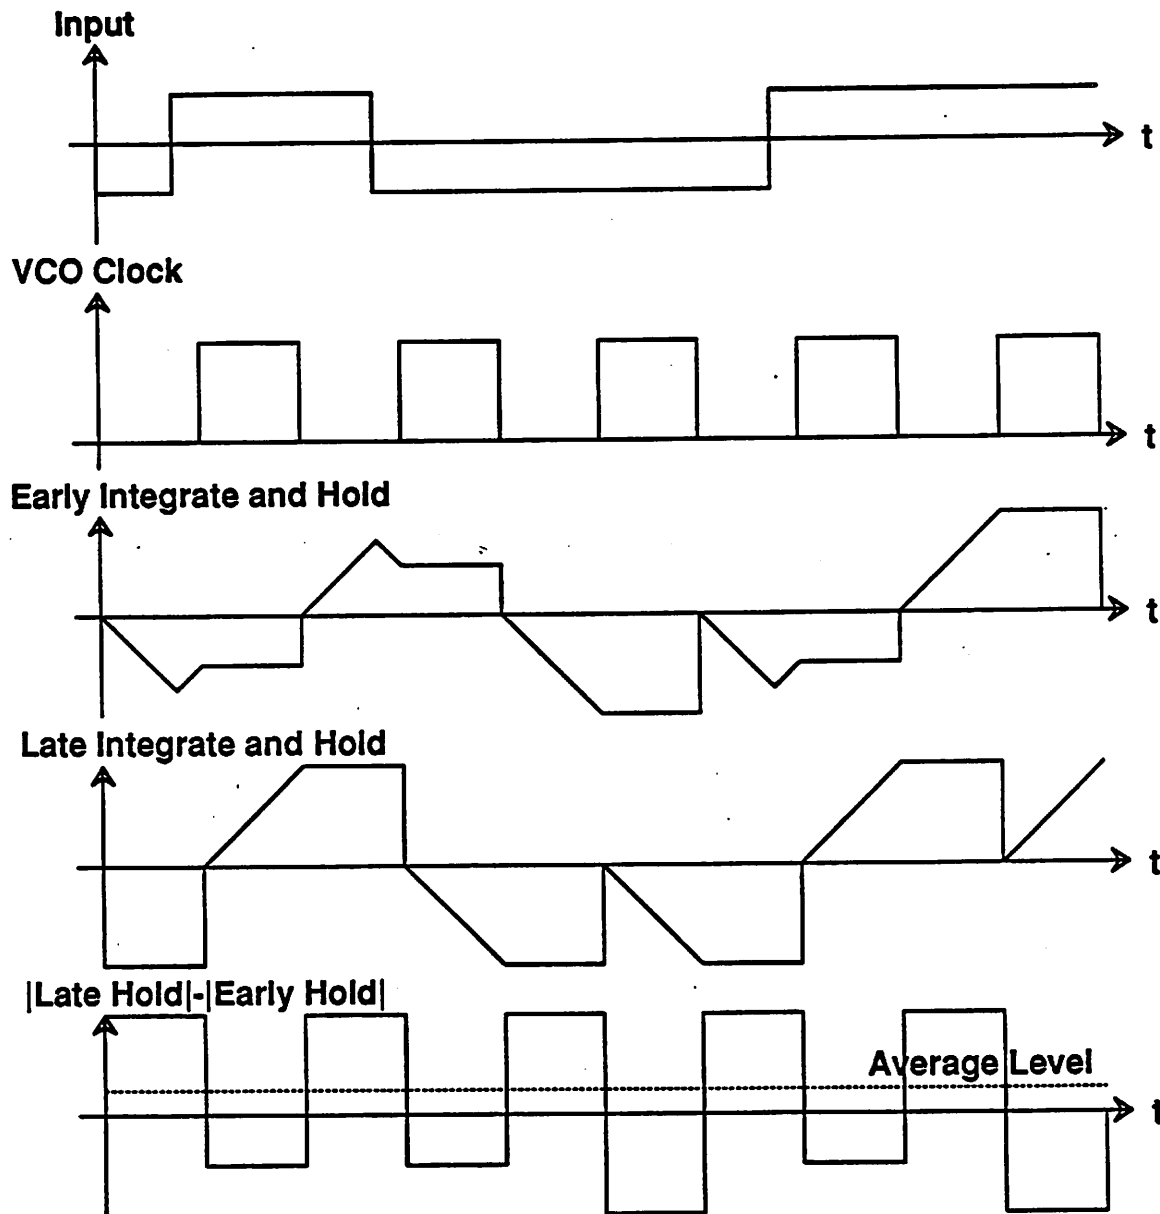 Input
t
VCO Clock
t
Early Integrate and Hold
t
Late Integrate and Hold
t
|Late Hold|-|Early Hold|
Average Level
t